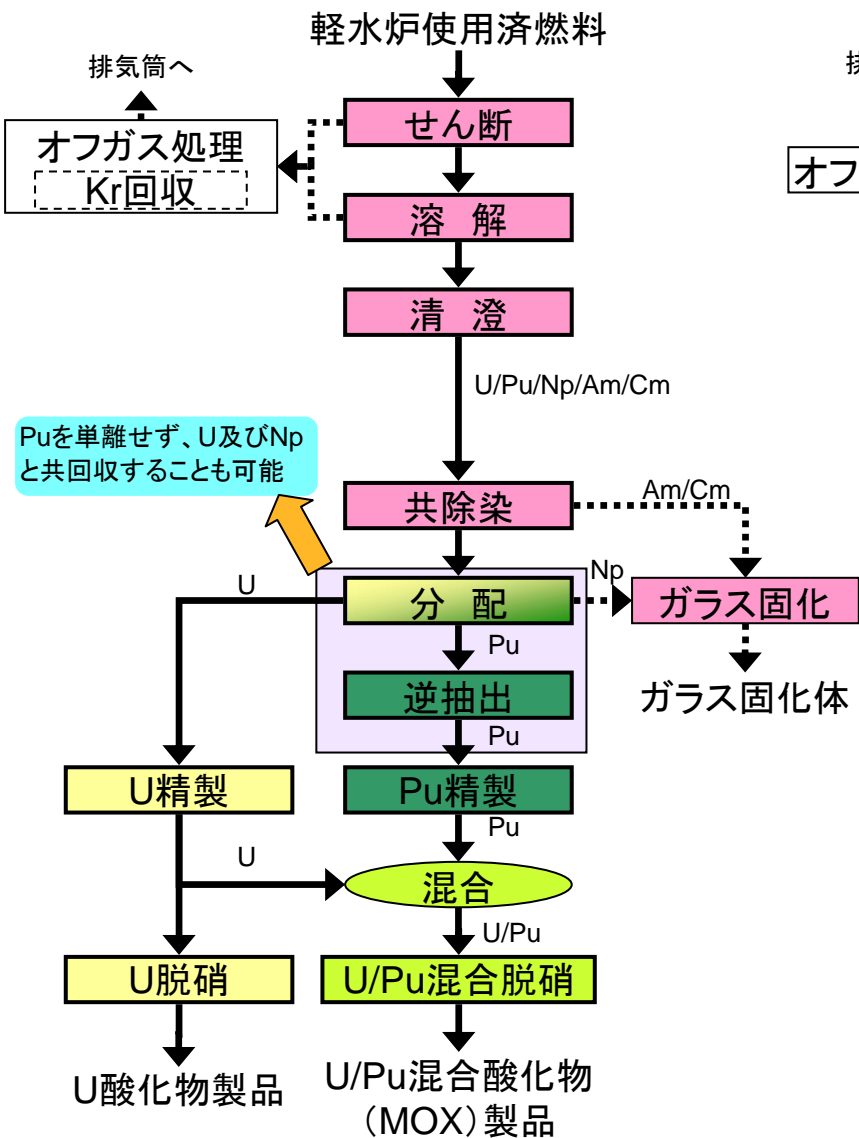 軽水炉使用済燃料
排気筒へ
排
せん断
オフガス処理
Kr回収
オフ
溶 解
清 澄
U/Pu/Np/Am/Cm
Puを単離せず、U及びNp
と共回収することも可能
共除染
Am/Cm
U
分 配
Np
ガラス固化
Pu
逆抽出
ガラス固化体
Pu
U精製
Pu精製
Pu
U
混合
U/Pu
U脱硝
U/Pu混合脱硝
U酸化物製品
U/Pu混合酸化物
(MOX)製品